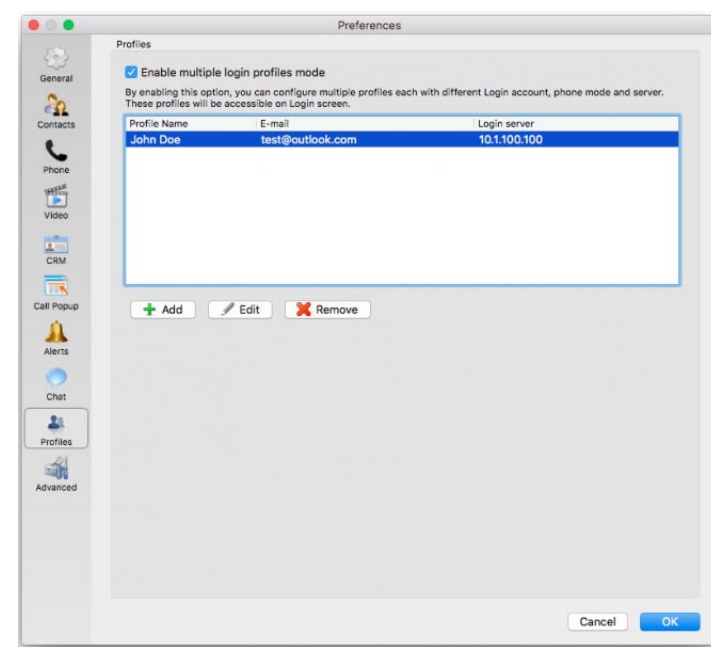 Preferences
General
Contacts
Phone
Video
CRM
Call Popup
Alerts
Chat
Profiles
Advanced
Profiles
Enable multiple login profiles mode
By enabling this option, you can configure multiple profiles each with different Login account, phone mode and server.
These profiles will be accessible on Login screen.
Profile Name E-mail Login server
John Doe test@outlook.com 10.1.100.100
Add Edit Remove
Cancel OK